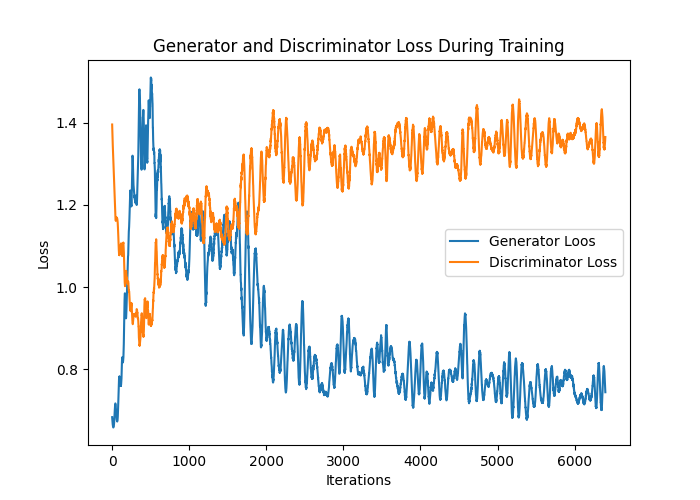 Generator and Discriminator Loss During Training
Loss
1.4
1.2
1.0
0.8
Generator Loos
Discriminator Loss
0 1000 2000 3000 4000 5000 6000
Iterations